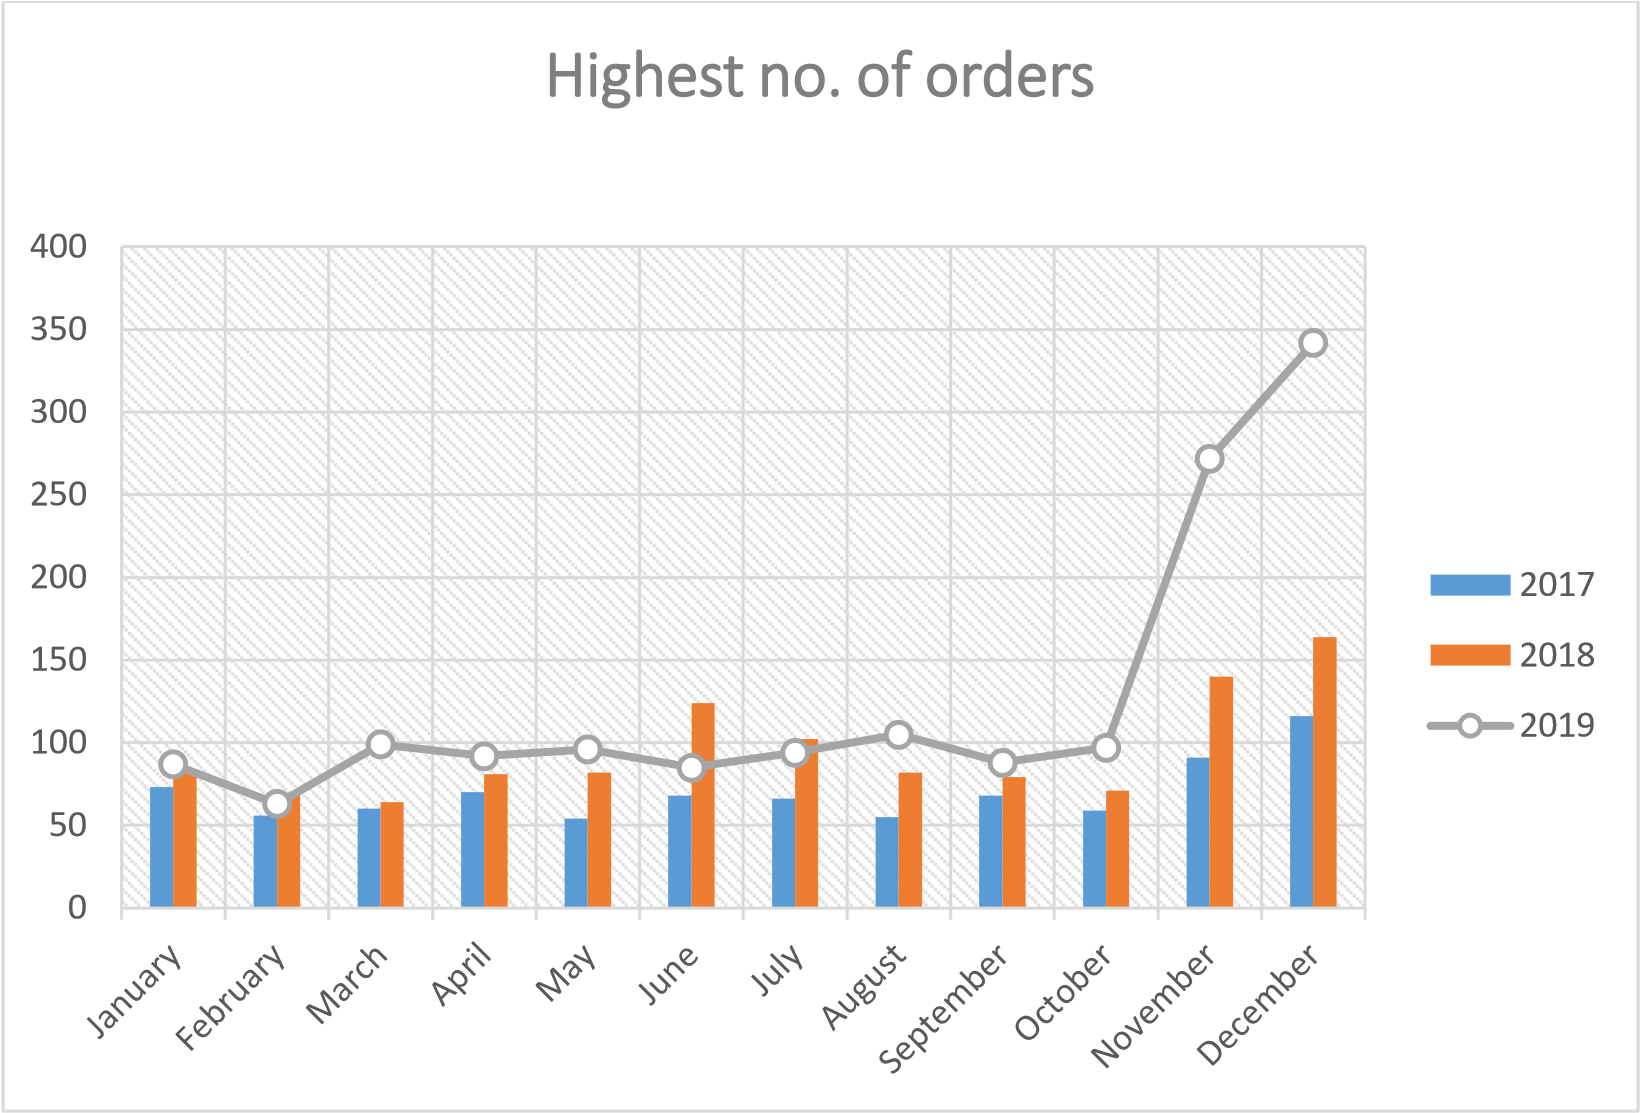 Highest no. of orders
400
350
300
250
200
150
100
50
0
January
February
March
April
May
June
July
August
September
October
November
December
2017
2018
2019